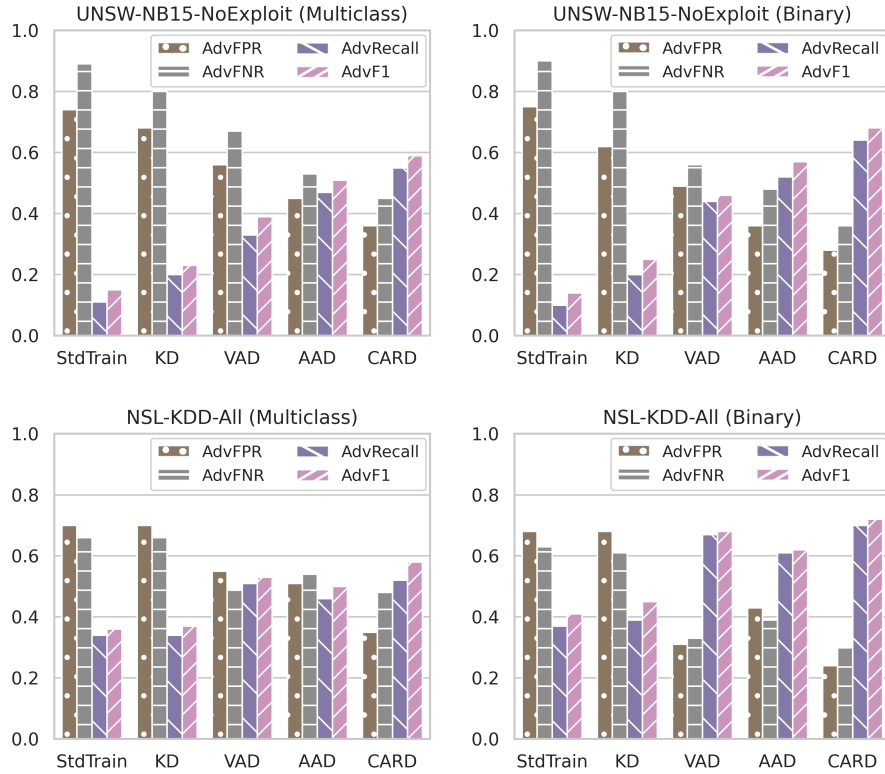 UNSW-NB15-NoExploit (Multiclass)
AdvFPR AdvRecall
AdvFNR AdvF1
1.0
0.8
0.6
0.4
0.2
0.0
StdTrain KD VAD AAD CARD
UNSW-NB15-NoExploit (Binary)
AdvFPR AdvRecall
AdvFNR AdvF1
1.0
0.8
0.6
0.4
0.2
0.0
StdTrain KD VAD AAD CARD
NSL-KDD-All (Multiclass)
AdvFPR AdvRecall
AdvFNR AdvF1
1.0
0.8
0.6
0.4
0.2
0.0
StdTrain KD VAD AAD CARD
NSL-KDD-All (Binary)
AdvFPR AdvRecall
AdvFNR AdvF1
1.0
0.8
0.6
0.4
0.2
0.0
StdTrain KD VAD AAD CARD